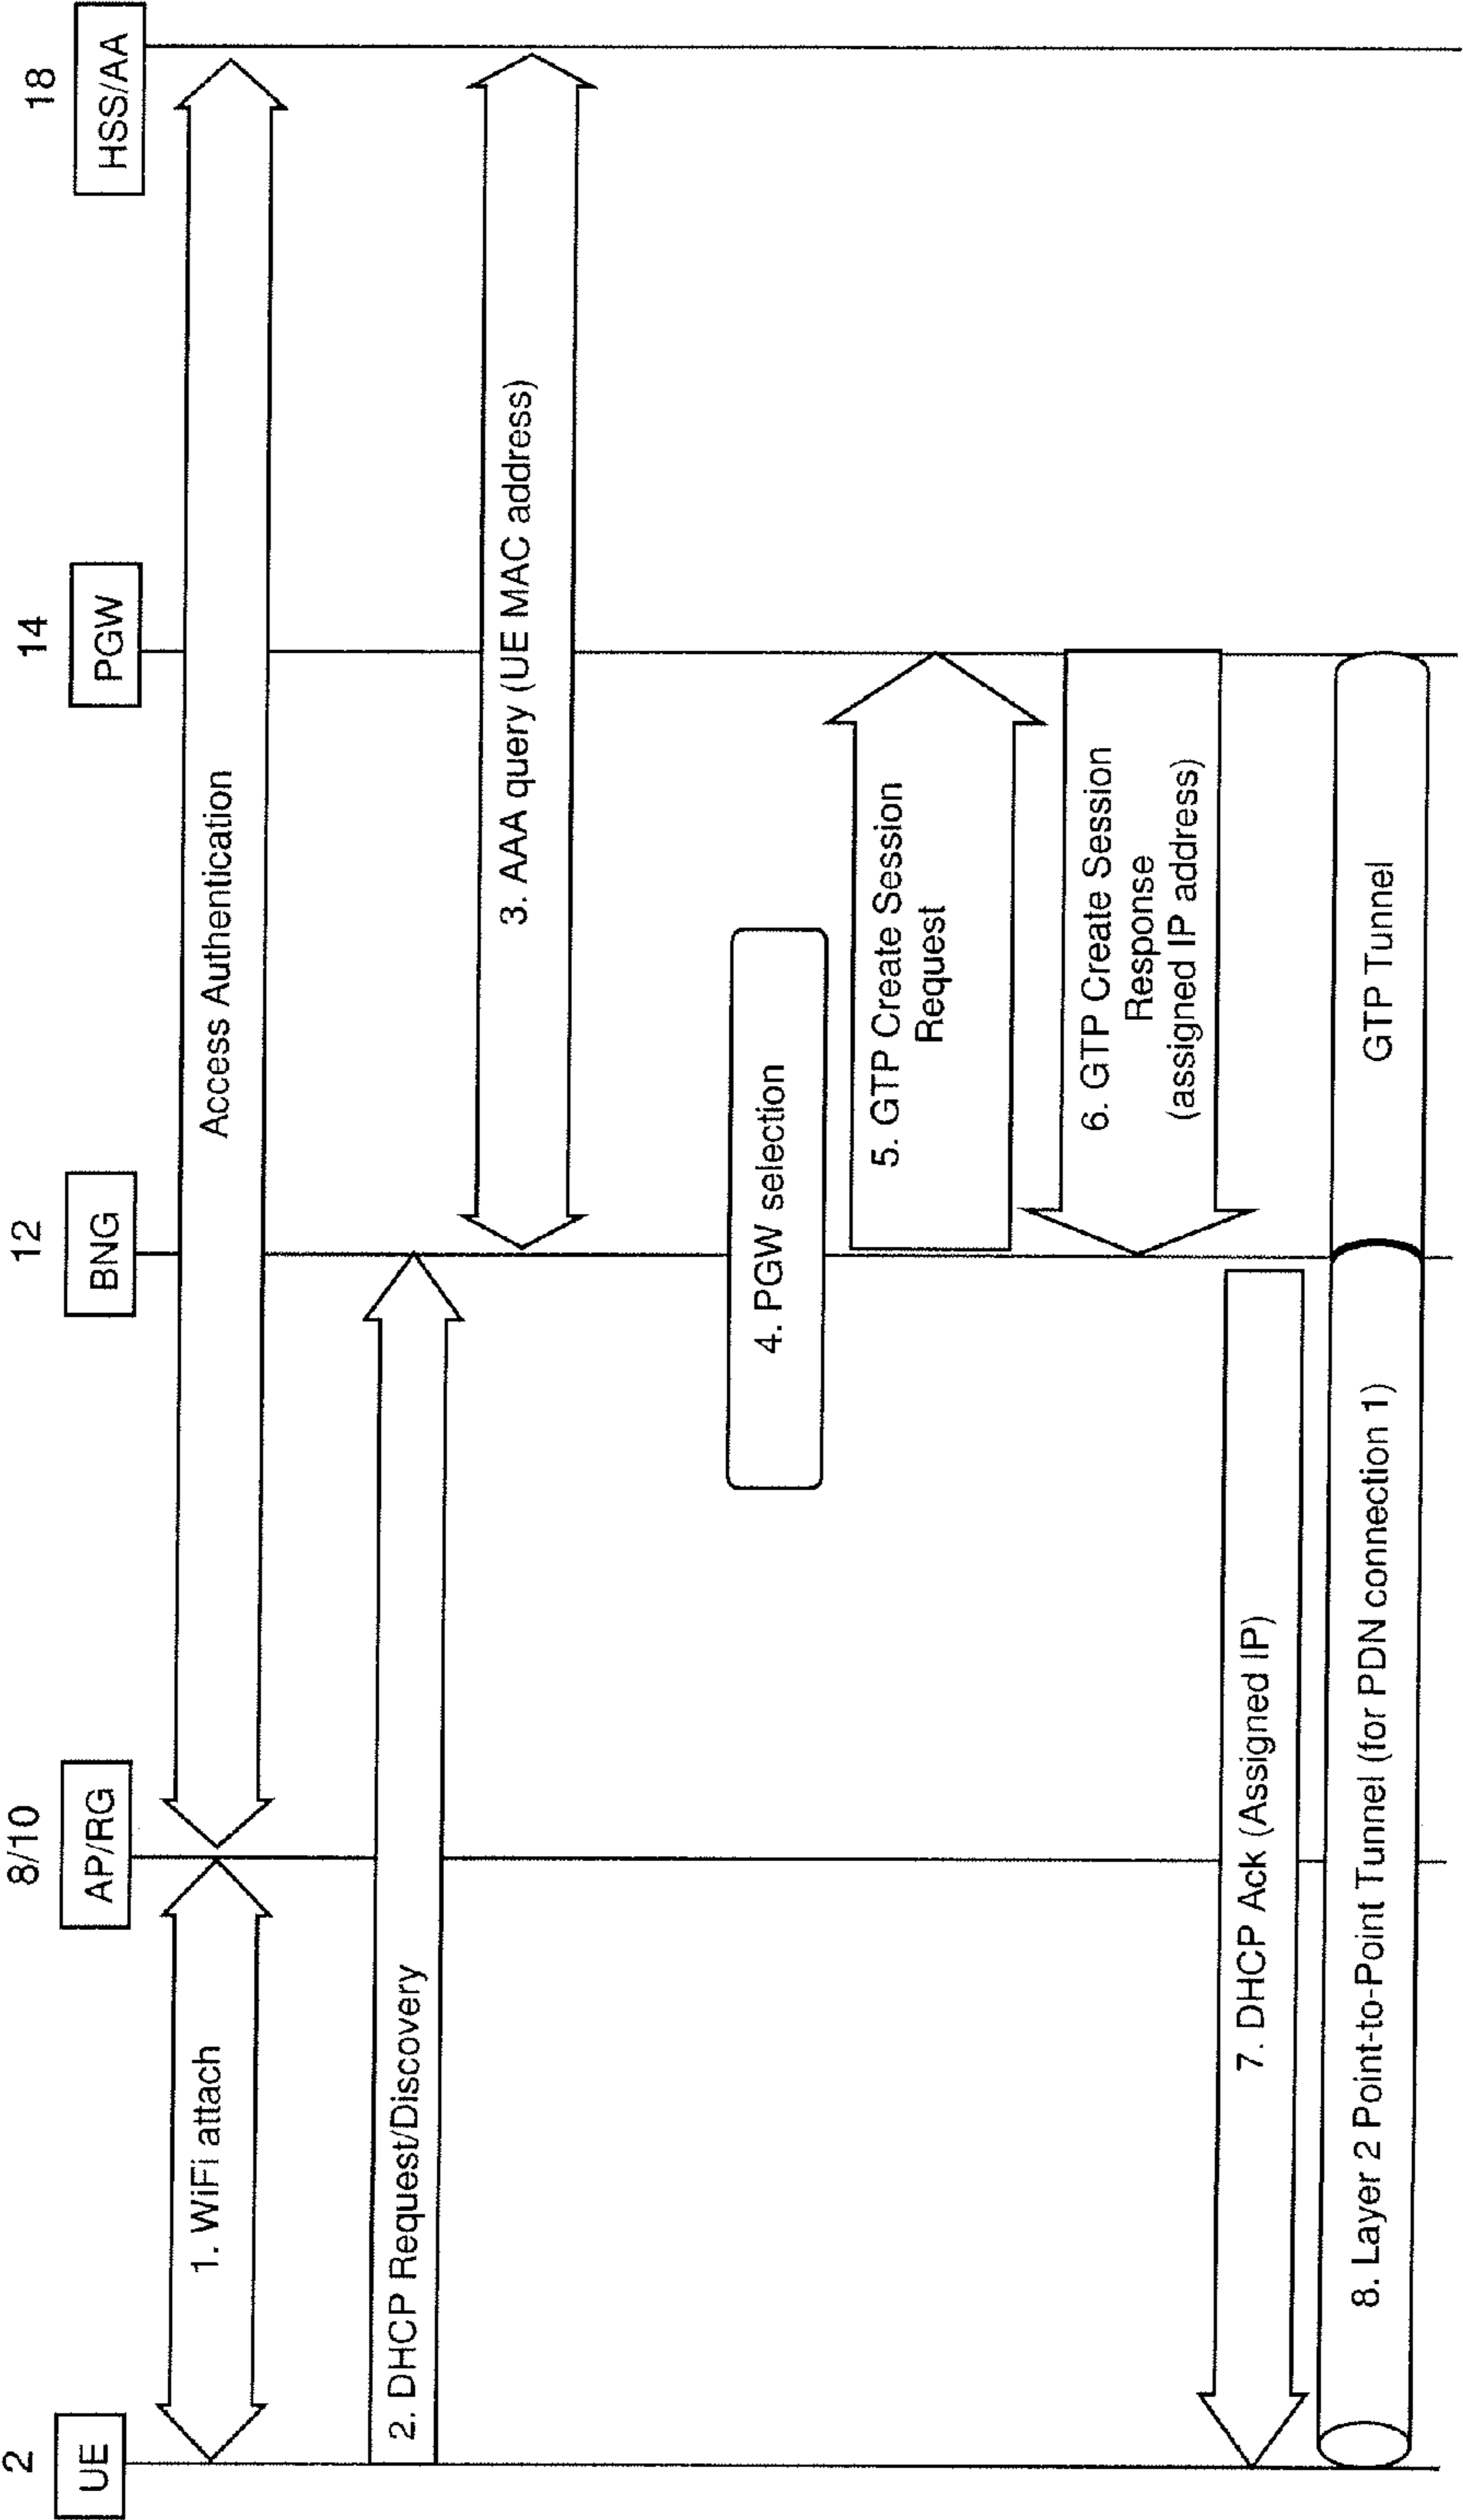 2
8/10
12
14
18
UE
AP/RG
BNG
PGW
HSS/AA
1. WiFi attach
Access Authentication
2. DHCP Request/Discovery
3. AAA query (UE MAC address)
4. PGW selection
5. GTP Create Session
Request
6. GTP Create Session
Response
(assigned IP address)
7. DHCP Ack (Assigned IP)
8. Layer 2 Point-to-Point Tunnel (for PDN connection 1)
GTP Tunnel